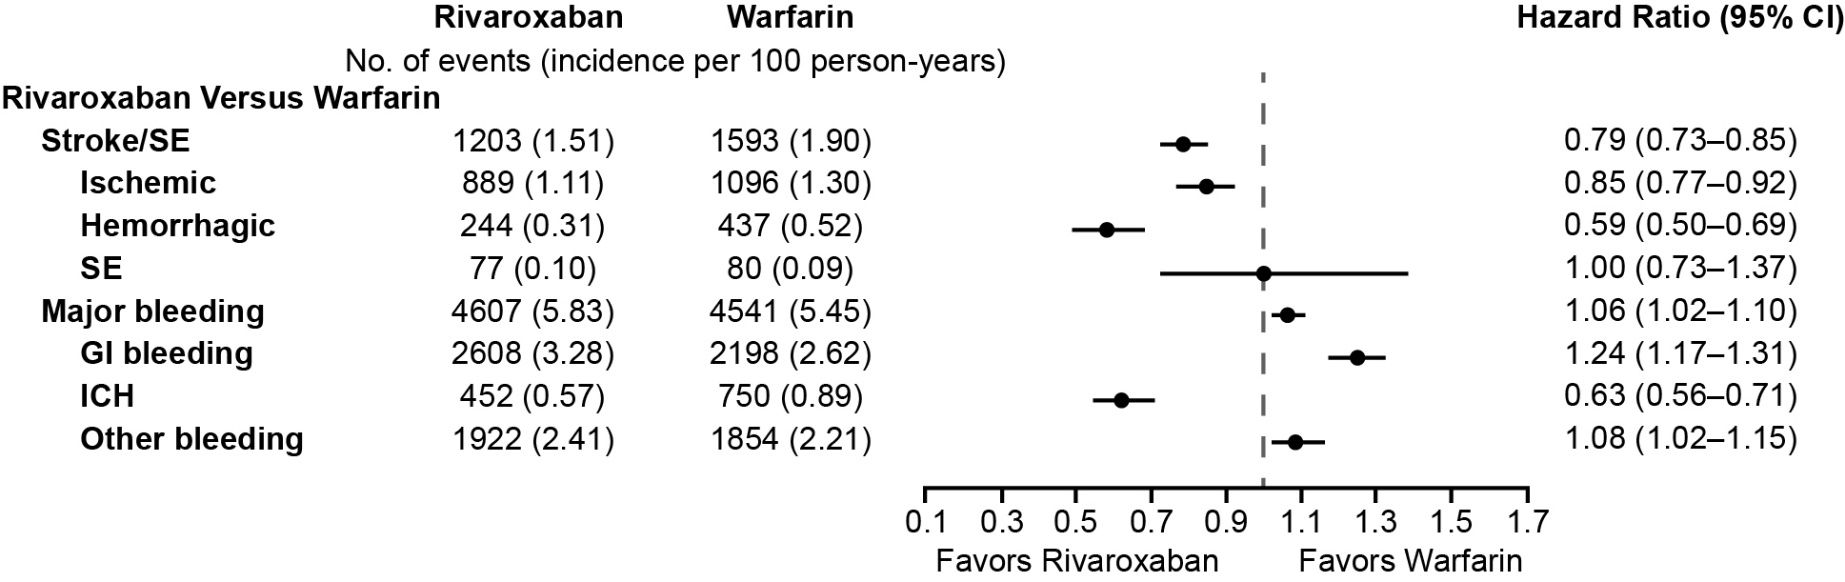 Rivaroxaban Warfarin Hazard Ratio (95% CI)
No. of events (incidence per 100 person-years)
Rivaroxaban Versus Warfarin
Stroke/SE 1203 (1.51) 1593 (1.90) 0.79 (0.73–0.85)
Ischemic 889 (1.11) 1096 (1.30) 0.85 (0.77–0.92)
Hemorrhagic 244 (0.31) 437 (0.52) 0.59 (0.50–0.69)
SE 77 (0.10) 80 (0.09) 1.00 (0.73–1.37)
Major bleeding 4607 (5.83) 4541 (5.45) 1.06 (1.02–1.10)
GI bleeding 2608 (3.28) 2198 (2.62) 1.24 (1.17–1.31)
ICH 452 (0.57) 750 (0.89) 0.63 (0.56–0.71)
Other bleeding 1922 (2.41) 1854 (2.21) 1.08 (1.02–1.15)
0.1 0.3 0.5 0.7 0.9 1.1 1.3 1.5 1.7
Favors Rivaroxaban Favors Warfarin